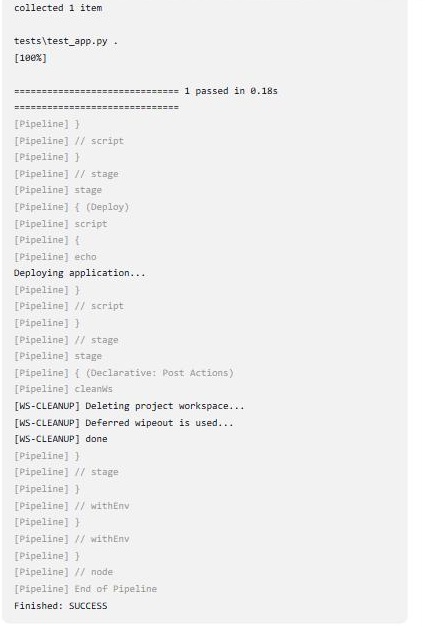 collected 1 item
tests\test_app.py .
[100%]
============================== 1 passed in 0.18s
==============================
[Pipeline] }
[Pipeline] // script
[Pipeline] }
[Pipeline] // stage
[Pipeline] stage
[Pipeline] { (Deploy)
[Pipeline] script
[Pipeline] {
[Pipeline] echo
Deploying application...
[Pipeline] }
[Pipeline] // script
[Pipeline] }
[Pipeline] // stage
[Pipeline] stage
[Pipeline] { (Declarative: Post Actions)
[Pipeline] cleanWs
[WS-CLEANUP] Deleting project workspace...
[WS-CLEANUP] Deferred wipeout is used...
[WS-CLEANUP] done
[Pipeline] }
[Pipeline] // stage
[Pipeline] }
[Pipeline] // withEnv
[Pipeline] }
[Pipeline] // withEnv
[Pipeline] }
[Pipeline] // node
[Pipeline] End of Pipeline
Finished: SUCCESS